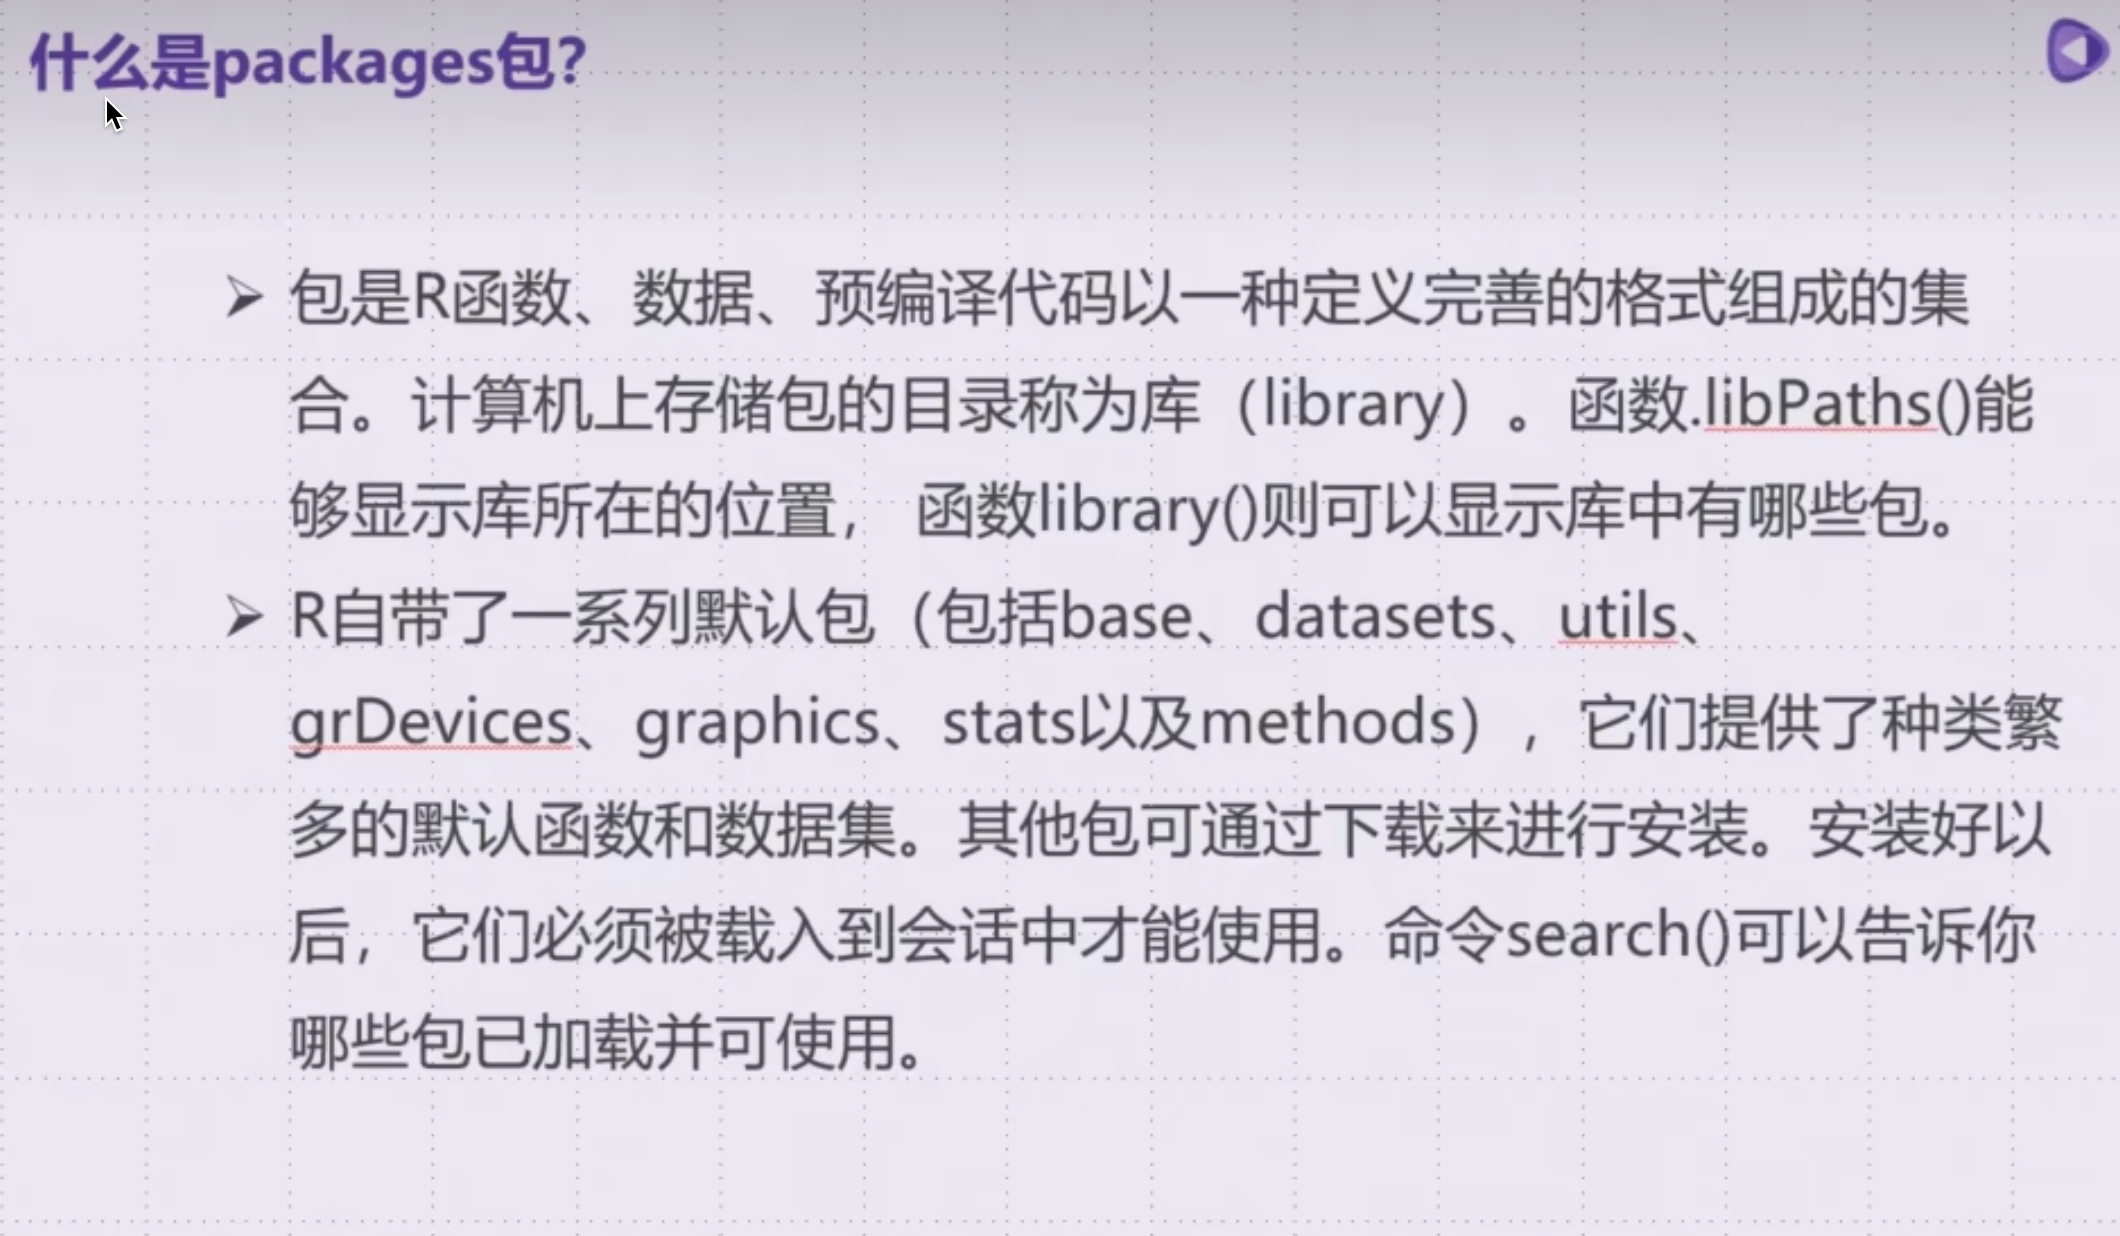 什么是packages包?
➢ 包是R函数、数据、预编译代码以一种定义完善的格式组成的集
合。计算机上存储包的目录称为库（library）。函数.libPaths()能
够显示库所在的位置， 函数library()则可以显示库中有哪些包。
➢ R自带了一系列默认包（包括base、datasets、utils、
grDevices、graphics、stats以及methods），它们提供了种类繁
多的默认函数和数据集。其他包可通过下载来进行安装。安装好以
后，它们必须被载入到会话中才能使用。命令search()可以告诉你
哪些包已加载并可使用。